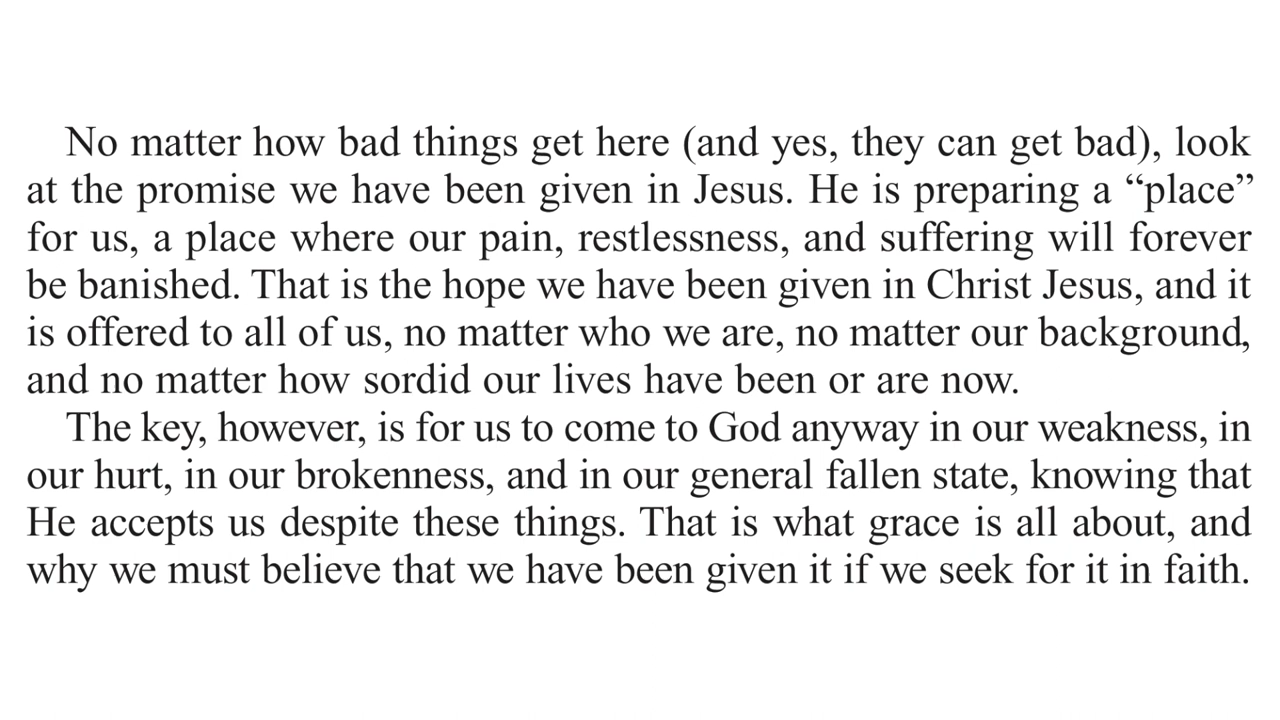 No matter how bad things get here (and yes, they can get bad), look
at the promise we have been given in Jesus. He is preparing a “place”
for us, a place where our pain, restlessness, and suffering will forever
be banished. That is the hope we have been given in Christ Jesus, and it
is offered to all of us, no matter who we are, no matter our background,
and no matter how sordid our lives have been or are now.
The key, however, is for us to come to God anyway in our weakness, in
our hurt, in our brokenness, and in our general fallen state, knowing that
He accepts us despite these things. That is what grace is all about, and
why we must believe that we have been given it if we seek for it in faith.